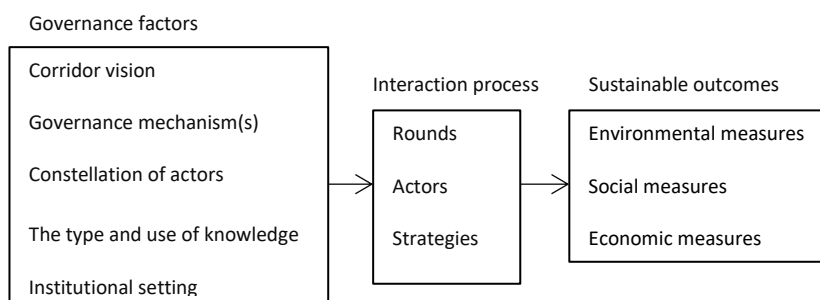 Governance factors
Corridor vision
Governance mechanism(s)
Constellation of actors
The type and use of knowledge
Institutional setting
Interaction process
Rounds
Actors
Strategies
Sustainable outcomes
Environmental measures
Social measures
Economic measures